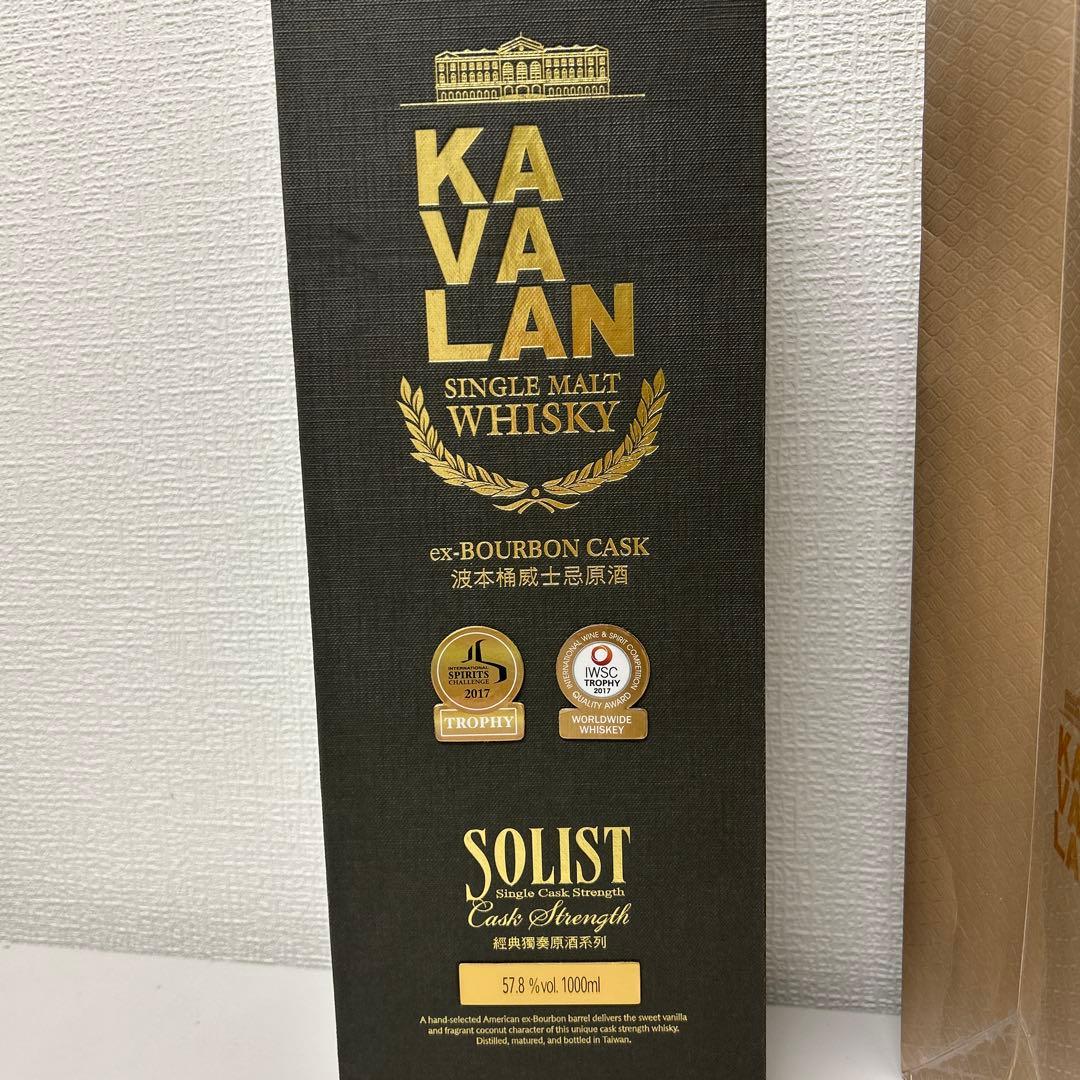 KA
VA
LAN
SINGLE MALT
WHISKY
ex-BOURBON CASK
波本桶威士忌原酒
INTERNATIONAL
SPIRITS
CHALLENGE
2017
TROPHY
INTERNATIONAL WINE & SPIRIT COMPETITION
IWSC
TROPHY
2017
QUALITY AWARD
WORLDWIDE
WHISKEY
SOLIST
Single Cask Strength
Cask Strength
經典獨奏原酒系列
57.8 %vol. 1000ml
A hand-selected American ex-Bourbon barrel delivers the sweet vanilla
and fragrant coconut character of this unique cask strength whisky.
Distilled, matured, and bottled in Taiwan.
KA
VA
LA